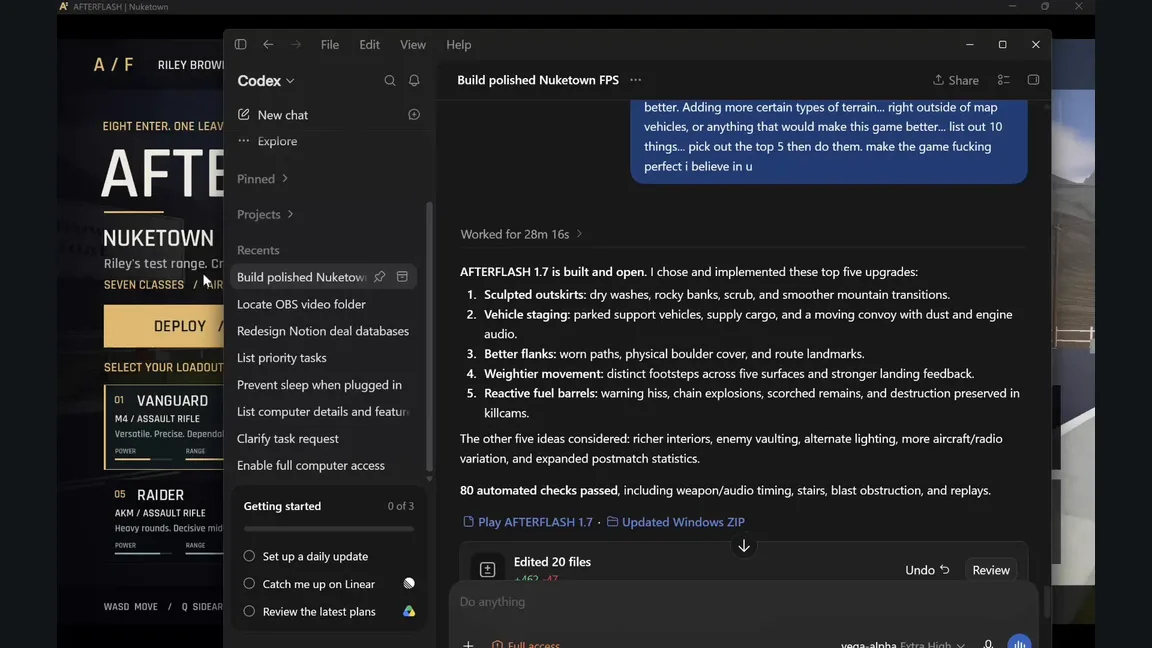 AFTERFLASH | Nuketown
A / F
RILEY BROWN
EIGHT ENTER. ONE LEAV
AFTE
NUKETOWN
Riley's test range. Cr
SEVEN CLASSES / AIR
DEPLOY /
SELECT YOUR LOADOUT
01 VANGUARD
M4 / ASSAULT RIFLE
Versatile. Precise. Dependal
POWER RANGE
05 RAIDER
AKM / ASSAULT RIFLE
Heavy rounds. Decisive mid
POWER RANGE
WASD MOVE / Q SIDEAR
File Edit View Help
Codex
New chat
Explore
Pinned
Projects
Recents
Build polished Nuketown
Locate OBS video folder
Redesign Notion deal databases
List priority tasks
Prevent sleep when plugged in
List computer details and feature
Clarify task request
Enable full computer access
Getting started 0 of 3
Set up a daily update
Catch me up on Linear
Review the latest plans
Build polished Nuketown FPS
Share
better. Adding more certain types of terrain... right outside of map
vehicles, or anything that would make this game better... list out 10
things... pick out the top 5 then do them. make the game fucking
perfect i believe in u
Worked for 28m 16s
AFTERFLASH 1.7 is built and open. I chose and implemented these top five upgrades:
1. Sculpted outskirts: dry washes, rocky banks, scrub, and smoother mountain transitions.
2. Vehicle staging: parked support vehicles, supply cargo, and a moving convoy with dust and engine
audio.
3. Better flanks: worn paths, physical boulder cover, and route landmarks.
4. Weightier movement: distinct footsteps across five surfaces and stronger landing feedback.
5. Reactive fuel barrels: warning hiss, chain explosions, scorched remains, and destruction preserved in
killcams.
The other five ideas considered: richer interiors, enemy vaulting, alternate lighting, more aircraft/radio
variation, and expanded postmatch statistics.
80 automated checks passed, including weapon/audio timing, stairs, blast obstruction, and replays.
Play AFTERFLASH 1.7 · Updated Windows ZIP
Edited 20 files
+462 -47
Undo Review
Do anything
Full access
vega-alpha Extra High